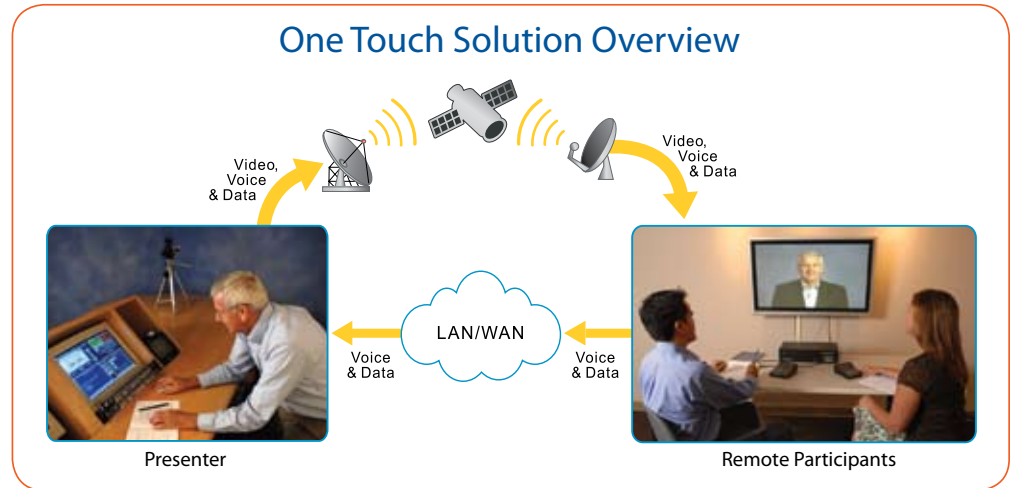 One Touch Solution Overview
Video,
Voice
& Data
Video,
Voice
& Data
LAN/WAN
Voice
& Data
Voice
& Data
Presenter
Remote Participants